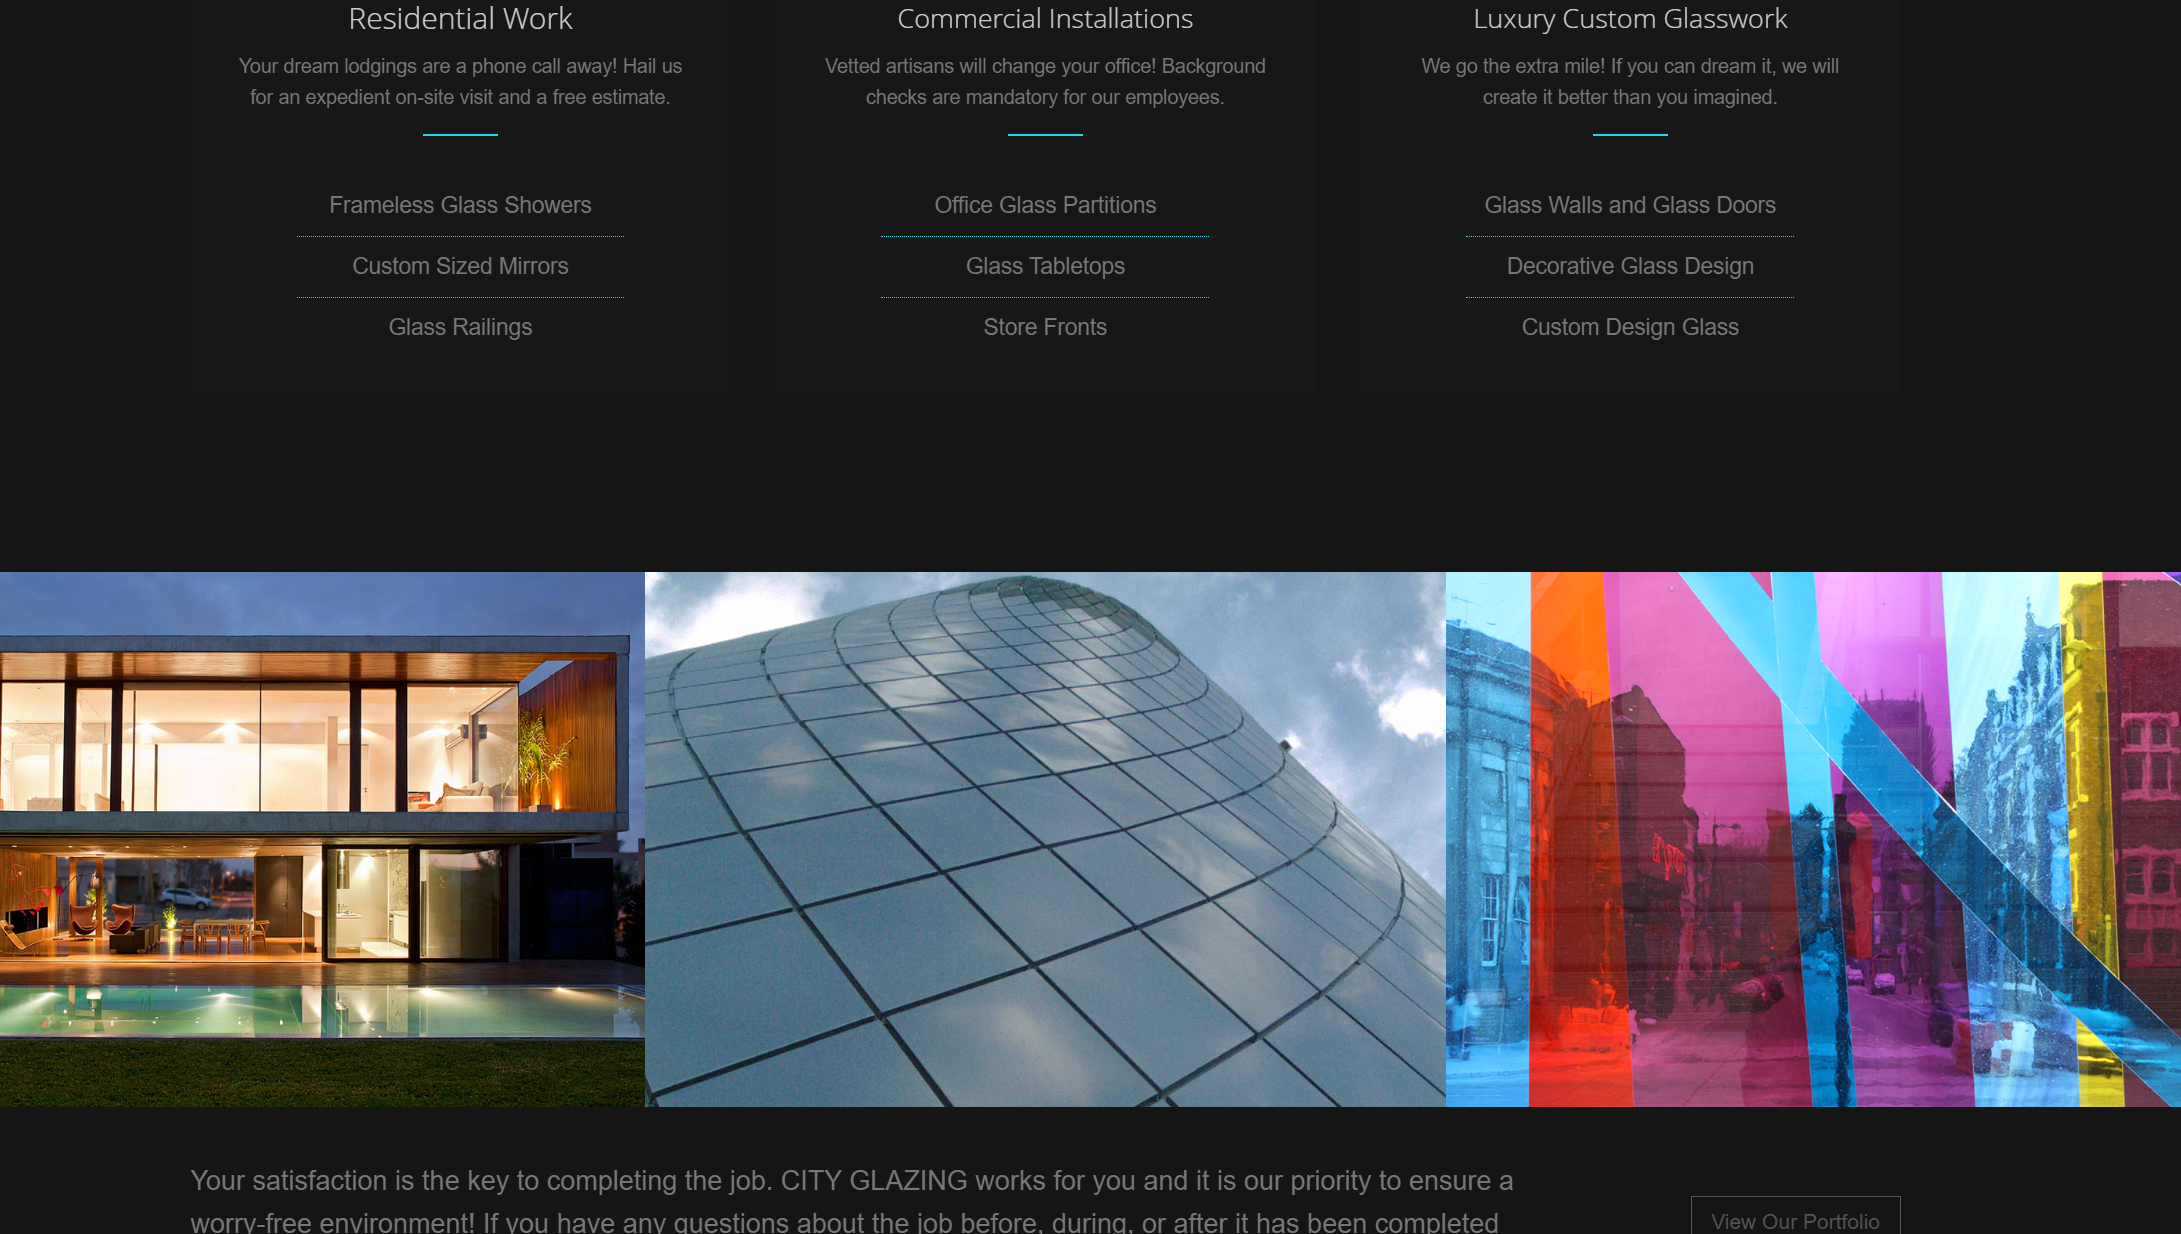 Residential Work
Your dream lodgings are a phone call away! Hail us
for an expedient on-site visit and a free estimate.
Frameless Glass Showers
Custom Sized Mirrors
Glass Railings
Commercial Installations
Vetted artisans will change your office! Background
checks are mandatory for our employees.
Office Glass Partitions
Glass Tabletops
Store Fronts
Luxury Custom Glasswork
We go the extra mile! If you can dream it, we will
create it better than you imagined.
Glass Walls and Glass Doors
Decorative Glass Design
Custom Design Glass
Your satisfaction is the key to completing the job. CITY GLAZING works for you and it is our priority to ensure a
worry-free environment! If you have any questions about the job before, during, or after it has been completed
View Our Portfolio